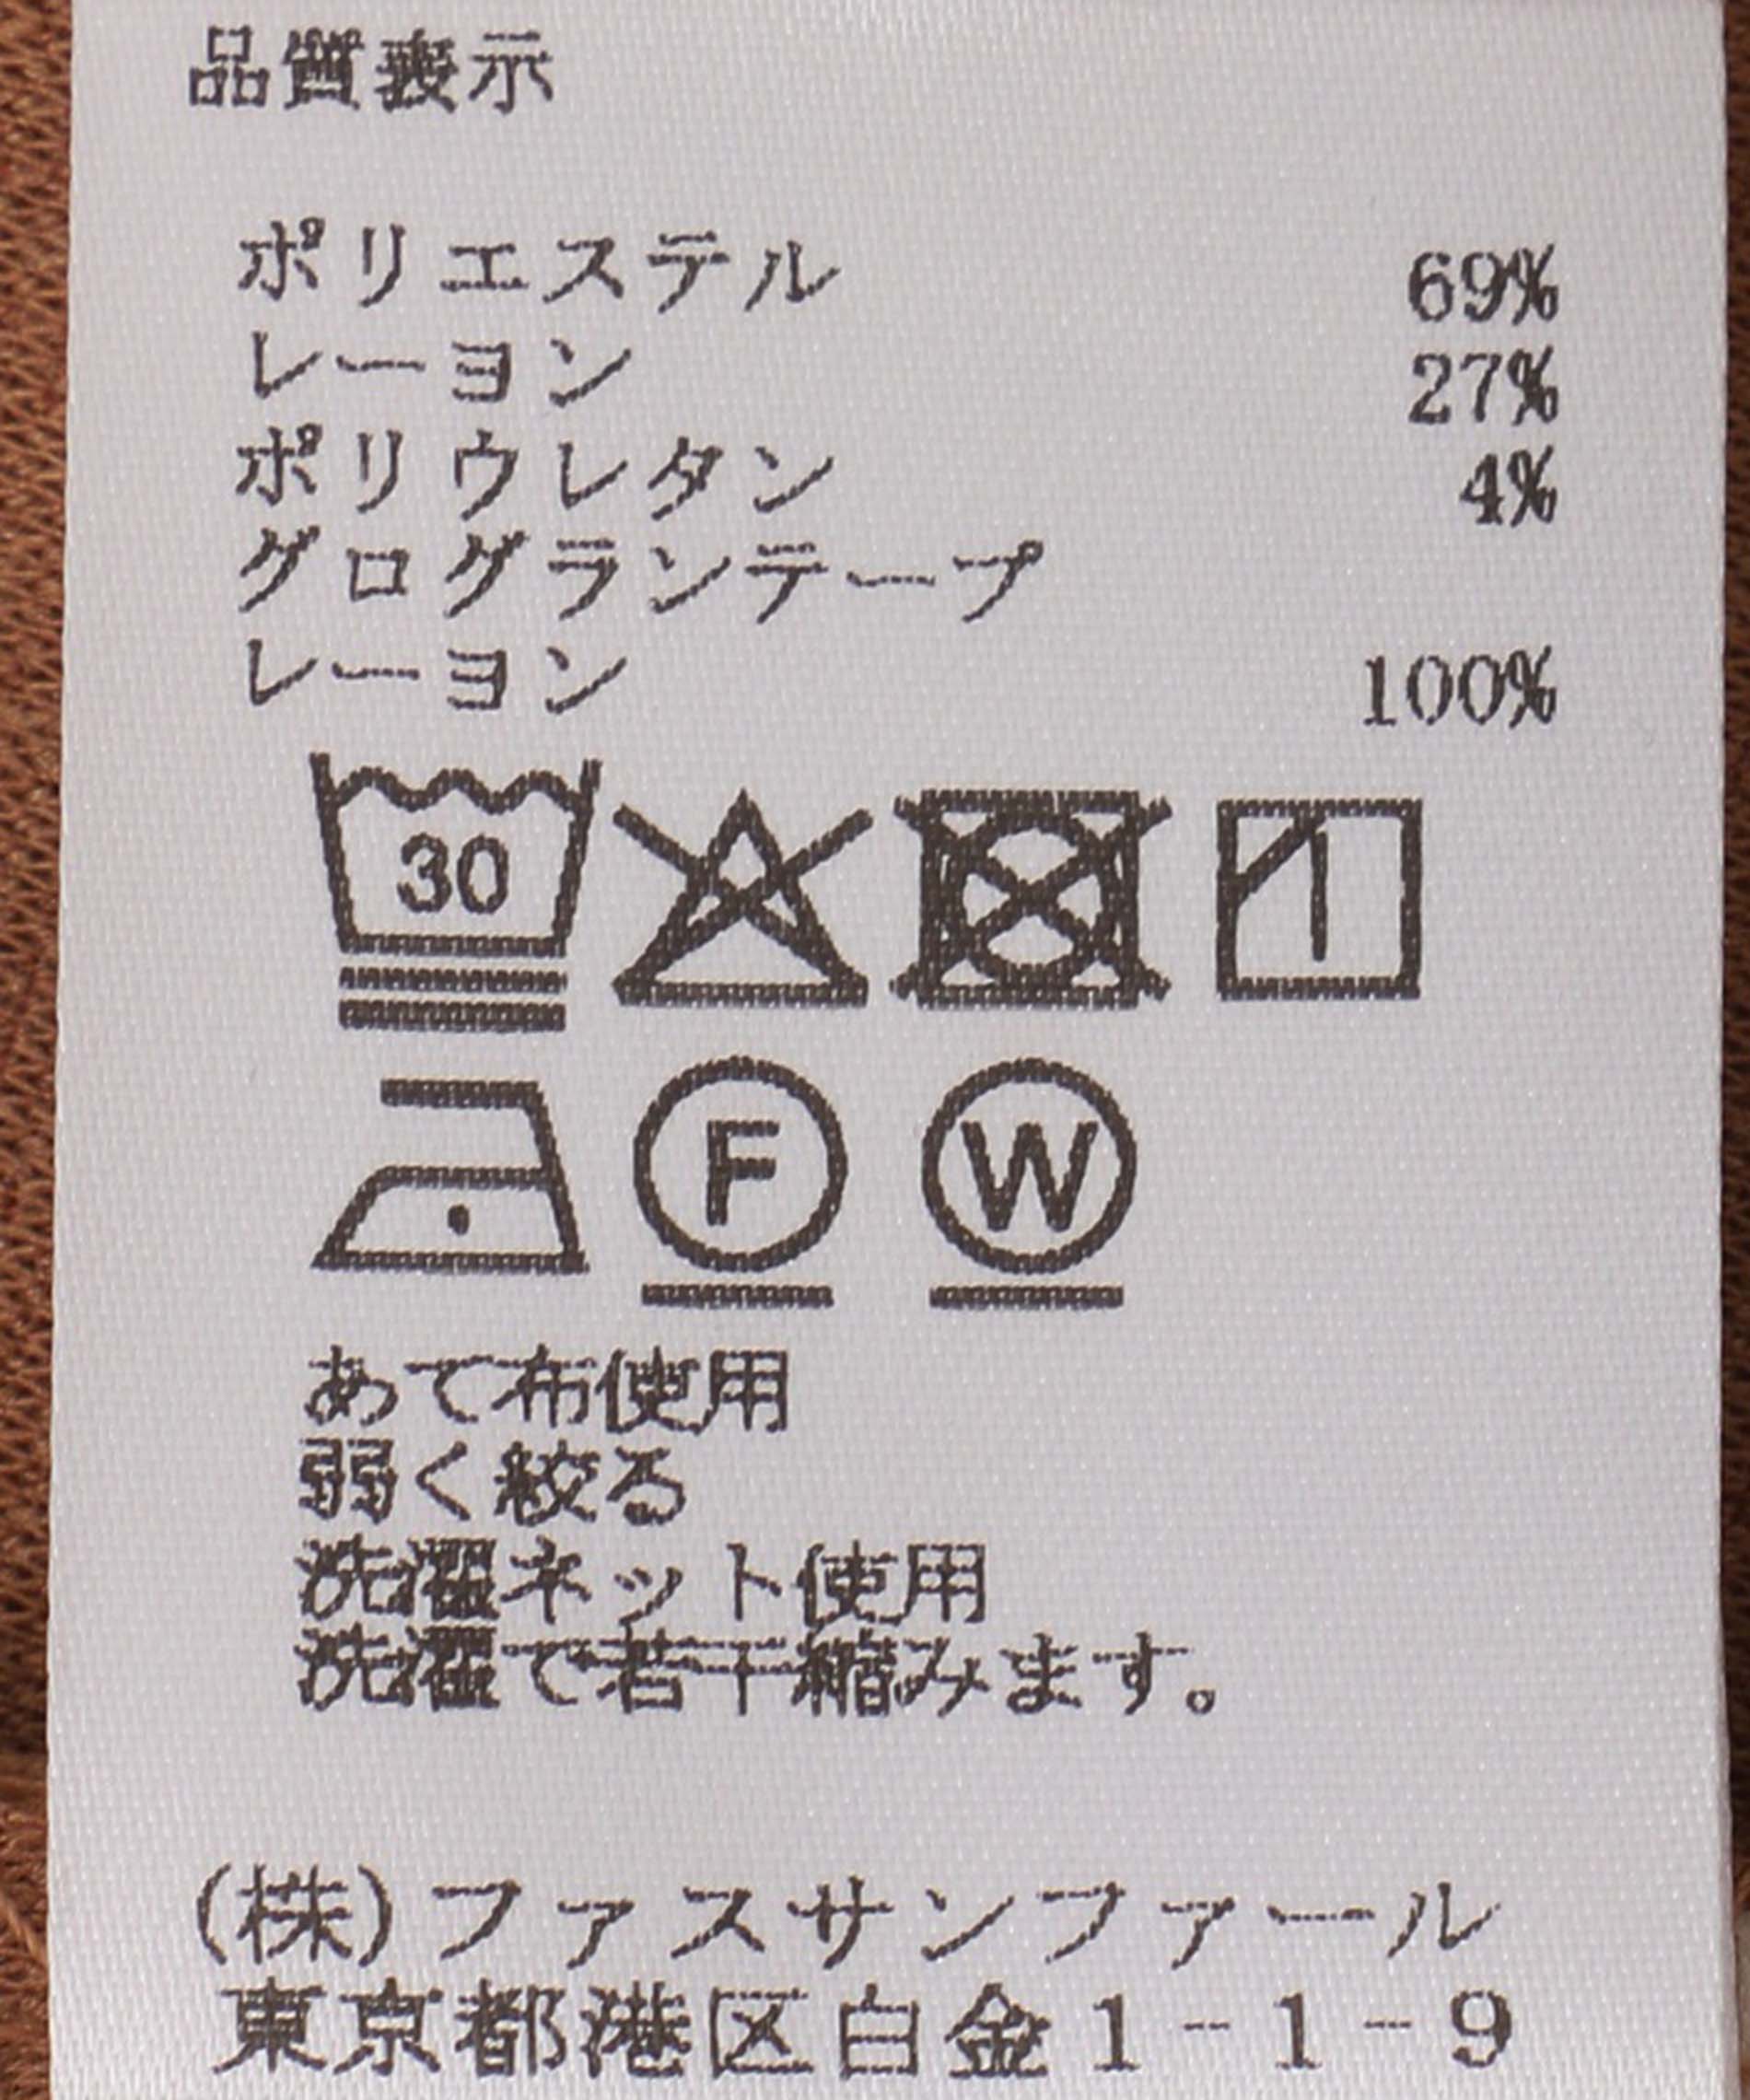 品質表示
ポリエステル 69%
レーヨン 27%
ポリウレタン 4%
グログランテープ
レーヨン 100%
30
F W
あて布使用
弱く絞る
洗濯ネット使用
洗濯で若干縮みます。
(株)ファスサンファール
東京都港区白金1-1-9